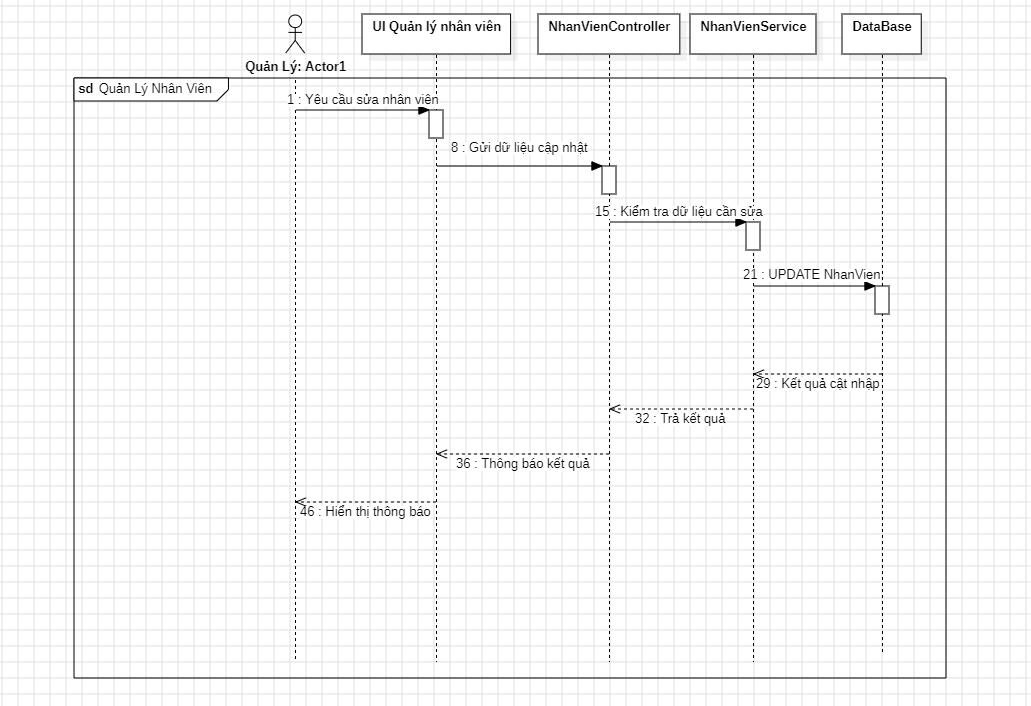 UI Quản lý nhân viên
NhanVienController
NhanVienService
DataBase
Quản Lý: Actor1
sd Quản Lý Nhân Viên
1 : Yêu cầu sửa nhân viên
8 : Gửi dữ liệu cập nhật
15 : Kiểm tra dữ liệu cần sửa
21 : UPDATE NhanVien
29 : Kết quả cật nhập
32 : Trả kết quả
36 : Thông báo kết quả
46 : Hiển thị thông báo